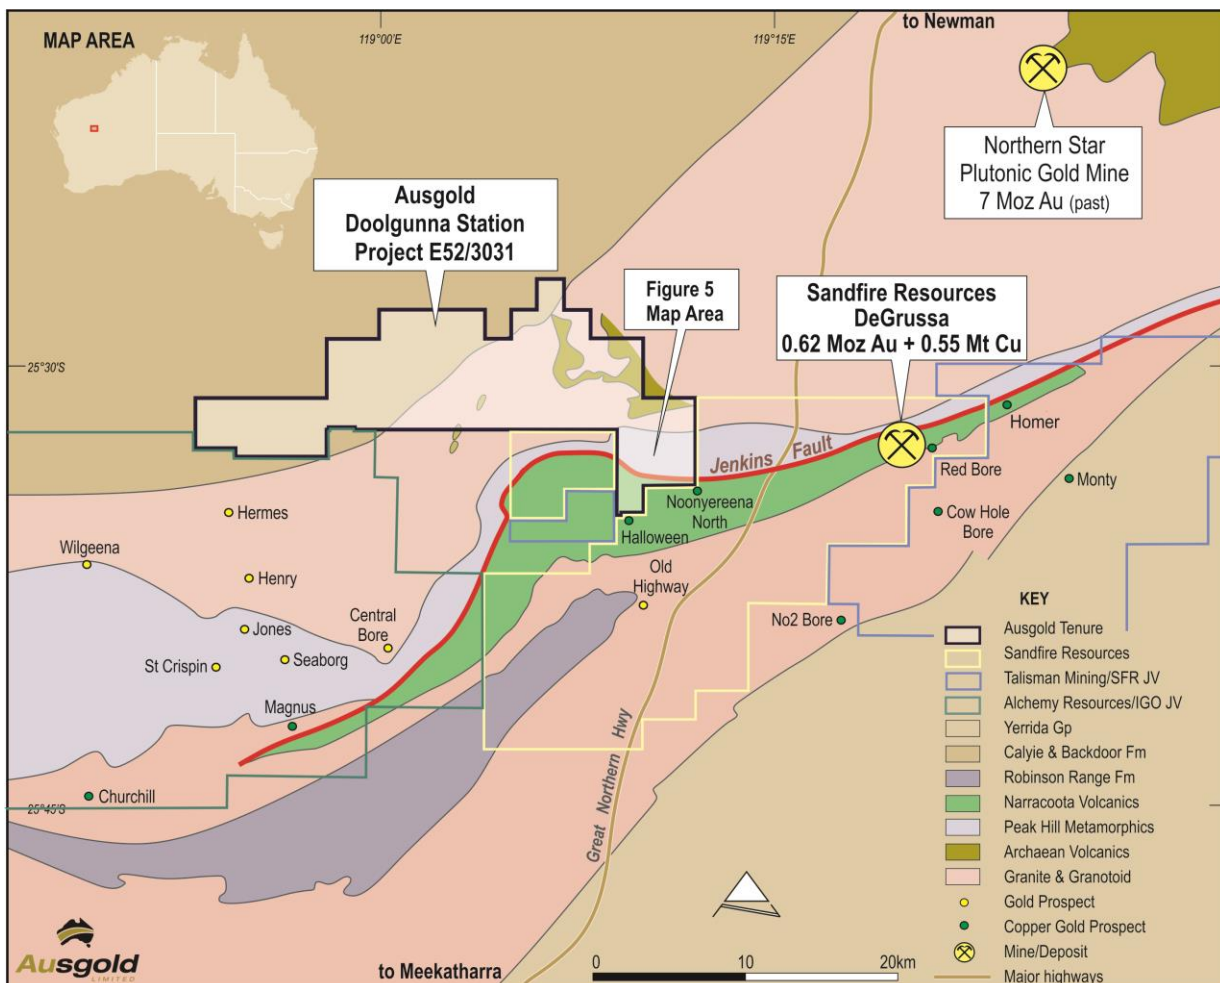 to Newman
MAP AREA
119°00'E
119°15'E
Northern Star
Plutonic Gold Mine
7 Moz Au (past)
Ausgold
Doolgunna Station
Project E52/3031
Figure 5
Map Area
Sandfire Resources
DeGrussa
0.62 Moz Au + 0.55 Mt Cu
25°30'S
Homer
Jenkins Fault
Red Bore
Monty
Noonyereena
North
Hermes
Cow Hole
Bore
Halloween
Wilgeena
Henry
Old
Highway
Central
Bore
Jones
No2 Bore
St Crispin
Seaborg
Magnus
Churchill
25°45'S
Great Northern Hwy
KEY
Ausgold Tenure
Sandfire Resources
Talisman Mining/SFR JV
Alchemy Resources/IGO JV
Yerrida Gp
Calyie & Backdoor Fm
Robinson Range Fm
Narracoota Volcanics
Peak Hill Metamorphics
Archaean Volcanics
Granite & Granotoid
Gold Prospect
Copper Gold Prospect
Mine/Deposit
Major highways
Ausgold
LIMITED
to Meekatharra
0
10
20km